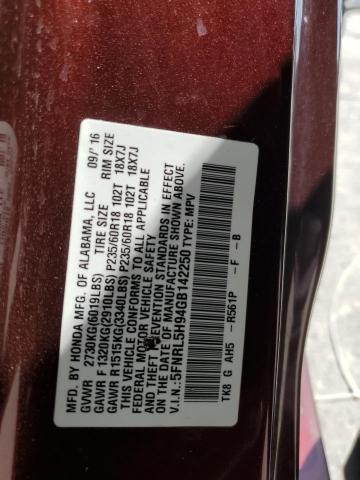 MFD. BY HONDA MFG. OF ALABAMA, LLC 09/'16
GVWR 2730KG(6019LBS) TIRE SIZE RIM SIZE
GAWR F 1320KG(2910LBS) P235/60R18 102T 18X7J
GAWR R1515KG(3340LBS) P235/60R18 102T 18X7J
THIS VEHICLE CONFORMS TO ALL APPLICABLE
FEDERAL MOTOR VEHICLE SAFETY
AND THEFT PREVENTION STANDARDS IN EFFECT
ON THE DATE OF MANUFACTURE SHOWN ABOVE.
V.I.N.: 5FNRL5H94GB142250 TYPE: MPV
TK8 G AH5 -R561P -F -B